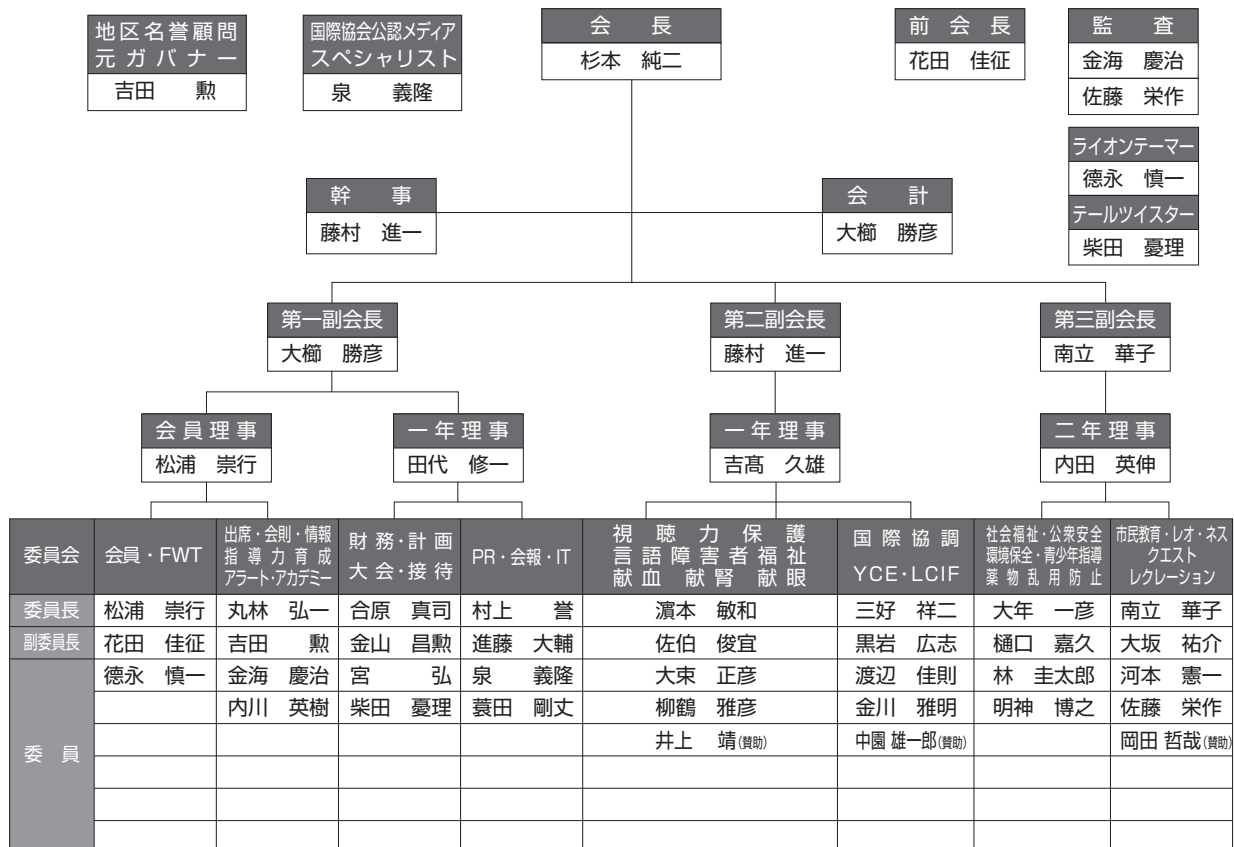 地区名誉顧問
元ガバナー
吉田 勲
国際協会公認メディア
スペシャリスト
泉 義隆
会長
杉本 純二
前会長
花田 佳征
監査
金海 慶治
佐藤 栄作
ライオンテーマー
徳永 慎一
テールツイスター
柴田 憂理
幹事
藤村 進一
会計
大櫛 勝彦
第一副会長
大櫛 勝彦
第二副会長
藤村 進一
第三副会長
南立 華子
会員理事
松浦 崇行
一年理事
田代 修一
一年理事
吉髙 久雄
二年理事
内田 英伸
委員会
会員・FWT
出席・会則・情報
指導力育成
アラート・アカデミー
財務・計画
大会・接待
PR・会報・IT
視聴力保護
言語障害者福祉
献血 献腎 献眼
国際協調
YCE・LCIF
社会福祉・公衆安全
環境保全・青少年指導
薬物乱用防止
市民教育・レオ・ネス
クエスト
レクレーション
委員長 松浦 崇行 丸林 弘一 合原 真司 村上 誉 濵本 敏和 三好 祥二 大年 一彦 南立 華子
副委員長 花田 佳征 吉田 勲 金山 昌勲 進藤 大輔 佐伯 俊宜 黒岩 広志 樋口 嘉久 大坂 祐介
委員
徳永 慎一 金海 慶治 宮 弘 泉 義隆 大束 正彦 渡辺 佳則 林 圭太郎 河本 憲一
内川 英樹 柴田 憂理 蓑田 剛丈 柳鶴 雅彦 金川 雅明 明神 博之 佐藤 栄作
井上 靖(賛助) 中園 雄一郎(賛助) 岡田 哲哉(賛助)